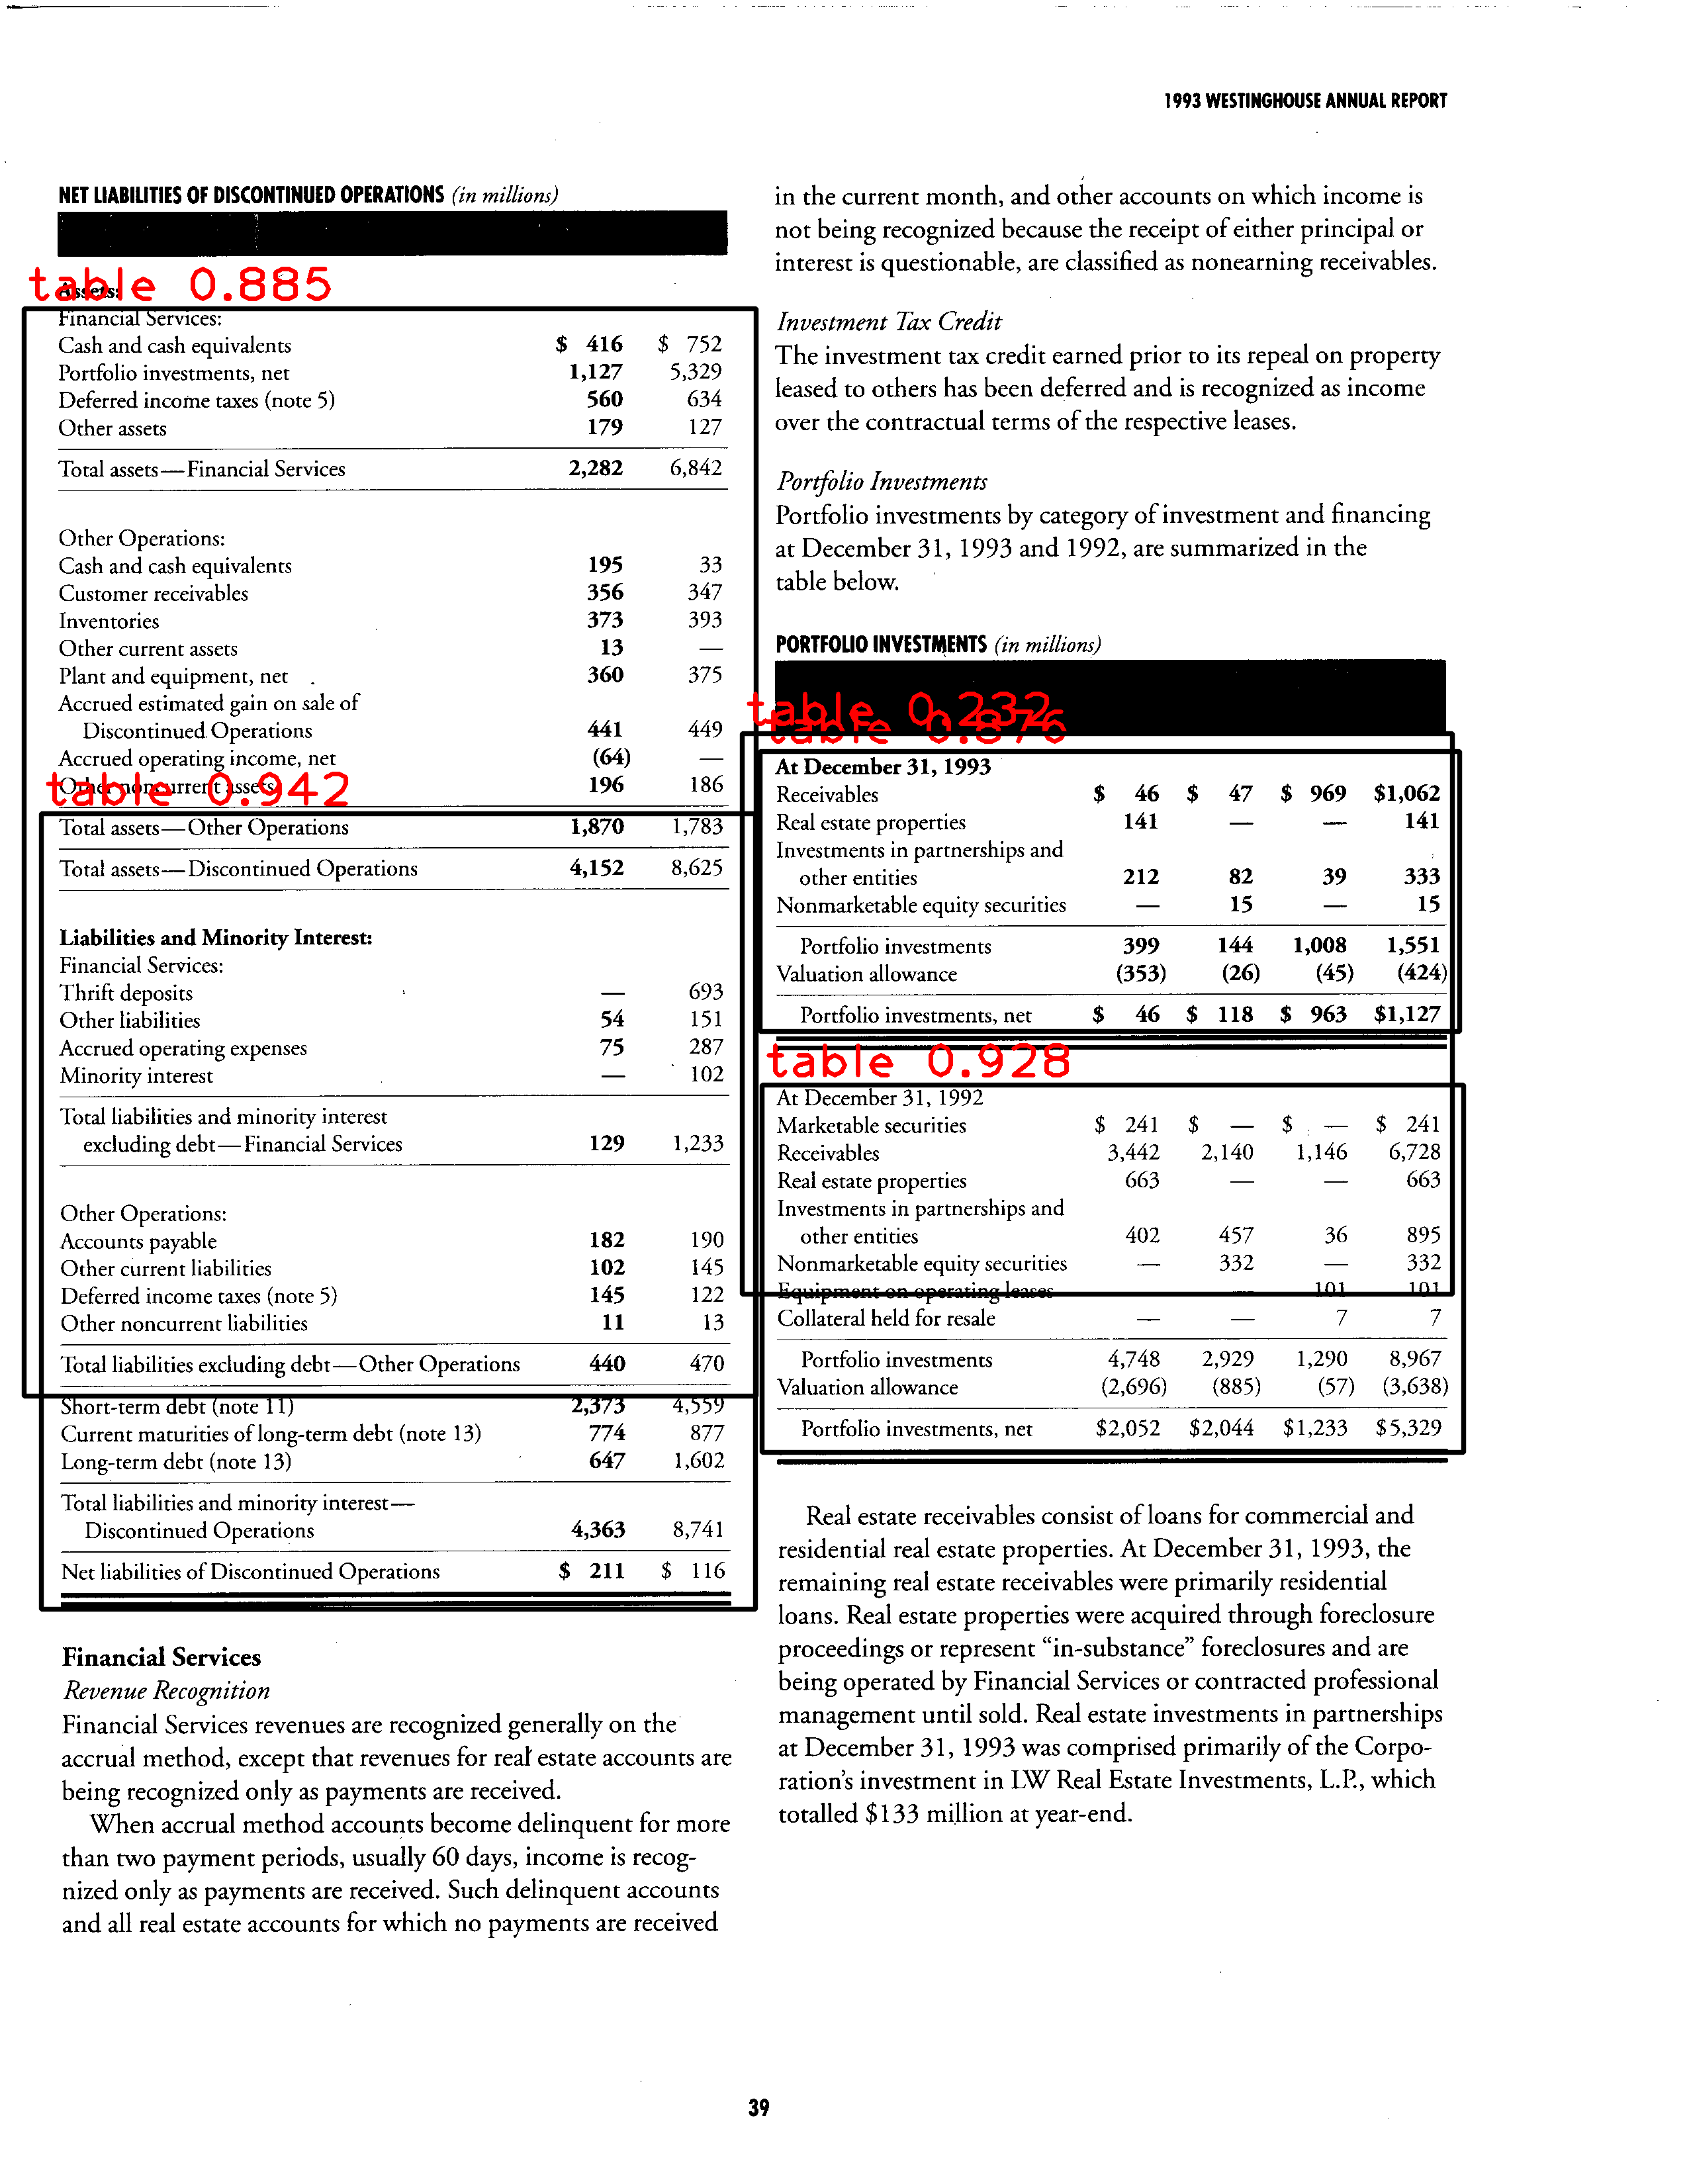 1993 WESTINGHOUSE ANNUAL REPORT
NET LIABILITIES OF DISCONTINUED OPERATIONS (in millions)
table 0.885
Assets:
Financial Services:
Cash and cash equivalents $ 416 $ 752
Portfolio investments, net 1,127 5,329
Deferred income taxes (note 5) 560 634
Other assets 179 127
Total assets—Financial Services 2,282 6,842
Other Operations:
Cash and cash equivalents 195 33
Customer receivables 356 347
Inventories 373 393
Other current assets 13 —
Plant and equipment, net 360 375
Accrued estimated gain on sale of
Discontinued Operations 441 449
Accrued operating income, net (64) —
Other noncurrent assets 196 186
table 0.942
Total assets—Other Operations 1,870 1,783
Total assets—Discontinued Operations 4,152 8,625
Liabilities and Minority Interest:
Financial Services:
Thrift deposits — 693
Other liabilities 54 151
Accrued operating expenses 75 287
Minority interest — 102
Total liabilities and minority interest
excluding debt—Financial Services 129 1,233
Other Operations:
Accounts payable 182 190
Other current liabilities 102 145
Deferred income taxes (note 5) 145 122
Other noncurrent liabilities 11 13
Total liabilities excluding debt—Other Operations 440 470
Short-term debt (note 11) 2,373 4,559
Current maturities of long-term debt (note 13) 774 877
Long-term debt (note 13) 647 1,602
Total liabilities and minority interest—
Discontinued Operations 4,363 8,741
Net liabilities of Discontinued Operations $ 211 $ 116
Financial Services
Revenue Recognition
Financial Services revenues are recognized generally on the
accrual method, except that revenues for real estate accounts are
being recognized only as payments are received.
When accrual method accounts become delinquent for more
than two payment periods, usually 60 days, income is recog-
nized only as payments are received. Such delinquent accounts
and all real estate accounts for which no payments are received
in the current month, and other accounts on which income is
not being recognized because the receipt of either principal or
interest is questionable, are classified as nonearning receivables.
Investment Tax Credit
The investment tax credit earned prior to its repeal on property
leased to others has been deferred and is recognized as income
over the contractual terms of the respective leases.
Portfolio Investments
Portfolio investments by category of investment and financing
at December 31, 1993 and 1992, are summarized in the
table below.
PORTFOLIO INVESTMENTS (in millions)
table 0.232
table
At December 31, 1993
Receivables $ 46 $ 47 $ 969 $1,062
Real estate properties 141 — — 141
Investments in partnerships and
other entities 212 82 39 333
Nonmarketable equity securities — 15 — 15
Portfolio investments 399 144 1,008 1,551
Valuation allowance (353) (26) (45) (424)
Portfolio investments, net $ 46 $ 118 $ 963 $1,127
table 0.928
At December 31, 1992
Marketable securities $ 241 $ — $ — $ 241
Receivables 3,442 2,140 1,146 6,728
Real estate properties 663 — — 663
Investments in partnerships and
other entities 402 457 36 895
Nonmarketable equity securities — 332 — 332
Equipment on operating leases — — 101 101
Collateral held for resale — — 7 7
Portfolio investments 4,748 2,929 1,290 8,967
Valuation allowance (2,696) (885) (57) (3,638)
Portfolio investments, net $2,052 $2,044 $1,233 $5,329
Real estate receivables consist of loans for commercial and
residential real estate properties. At December 31, 1993, the
remaining real estate receivables were primarily residential
loans. Real estate properties were acquired through foreclosure
proceedings or represent “in-substance” foreclosures and are
being operated by Financial Services or contracted professional
management until sold. Real estate investments in partnerships
at December 31, 1993 was comprised primarily of the Corpo-
ration’s investment in LW Real Estate Investments, L.P., which
totalled $133 million at year-end.
39